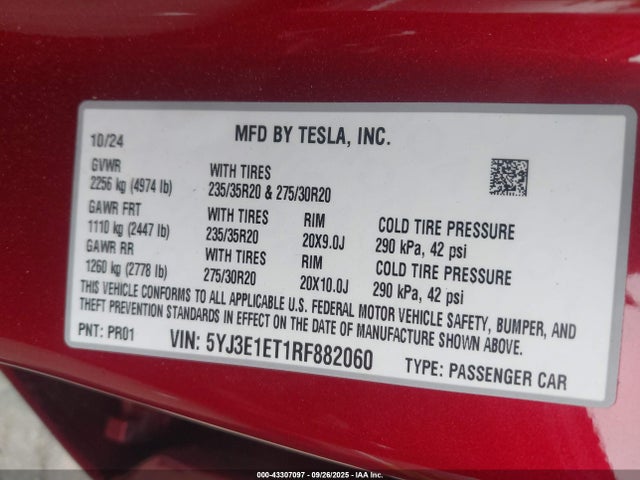 10/24 MFD BY TESLA, INC.
GVWR WITH TIRES
2256 kg (4974 lb) 235/35R20 & 275/30R20
GAWR FRT WITH TIRES RIM COLD TIRE PRESSURE
1110 kg (2447 lb) 235/35R20 20X9.0J 290 kPa, 42 psi
GAWR RR WITH TIRES RIM COLD TIRE PRESSURE
1260 kg (2778 lb) 275/30R20 20X10.0J 290 kPa, 42 psi
THIS VEHICLE CONFORMS TO ALL APPLICABLE U.S. FEDERAL MOTOR VEHICLE SAFETY, BUMPER, AND
THEFT PREVENTION STANDARDS IN EFFECT ON THE DATE OF MANUFACTURE SHOWN ABOVE.
PNT: PR01 VIN: 5YJ3E1ET1RF882060 TYPE: PASSENGER CAR
000-43307097 - 09/26/2025 - IAA Inc.